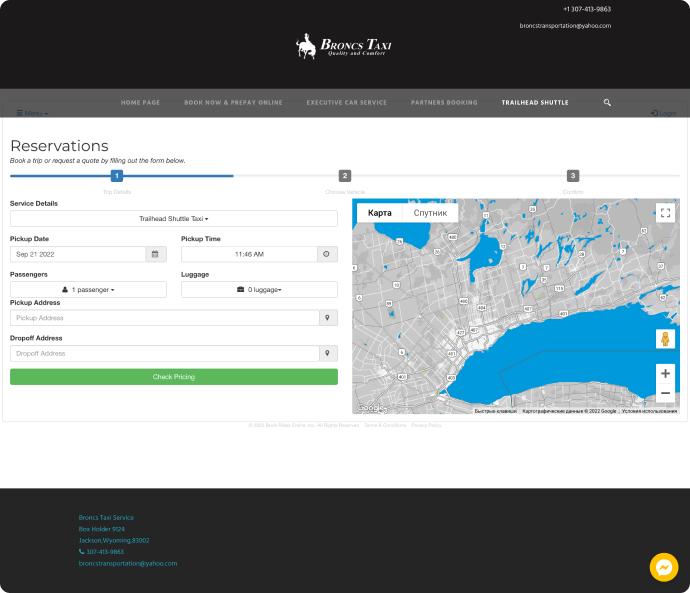 +1 307-413-9863
broncstransportation@yahoo.com
BRONCS TAXI
Quality and Comfort
HOME PAGE BOOK NOW & PREPAY ONLINE EXECUTIVE CAR SERVICE PARTNERS BOOKING TRAILHEAD SHUTTLE
Menu Login
Reservations
Book a trip or request a quote by filling out the form below.
1 2 3
Trip Details Choose Vehicle Confirm
Service Details
Trailhead Shuttle Taxi
Pickup Date Pickup Time
Sep 21 2022 11:46 AM
Passengers Luggage
1 passenger 0 luggage
Pickup Address
Pickup Address
Dropoff Address
Dropoff Address
Check Pricing
Карта Спутник
Google
Быстрые клавиши Картографические данные © 2022 Google Условия использования
© 2022 Book Rides Online, Inc. All Rights Reserved Terms & Conditions Privacy Policy
Broncs Taxi Service
Box Holder 9124
Jackson,Wyoming,83002
307-413-9863
broncstransportation@yahoo.com